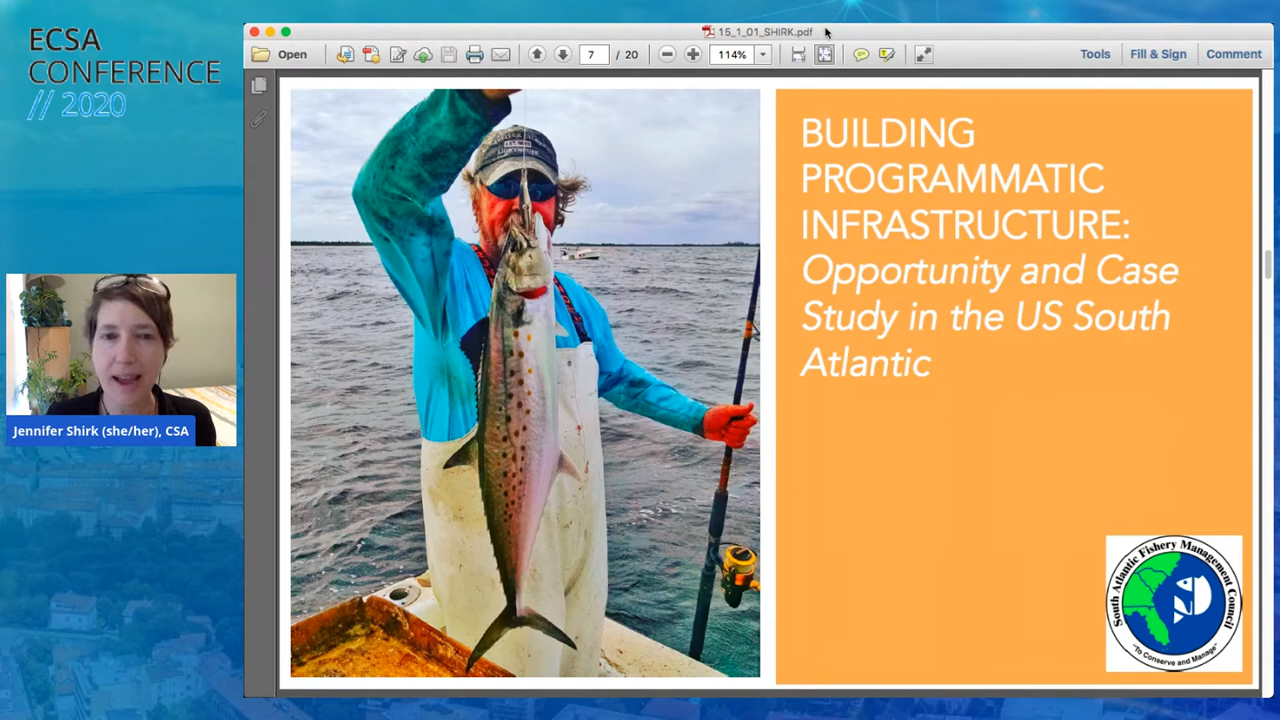 ECSA
CONFERENCE
// 2020
15_1_01_SHIRK.pdf
Open
7 / 20
114%
Tools
Fill & Sign
Comment
BUILDING
PROGRAMMATIC
INFRASTRUCTURE:
Opportunity and Case
Study in the US South
Atlantic
Jennifer Shirk (she/her), CSA
South Atlantic Fishery Management Council
"To Conserve and Manage"